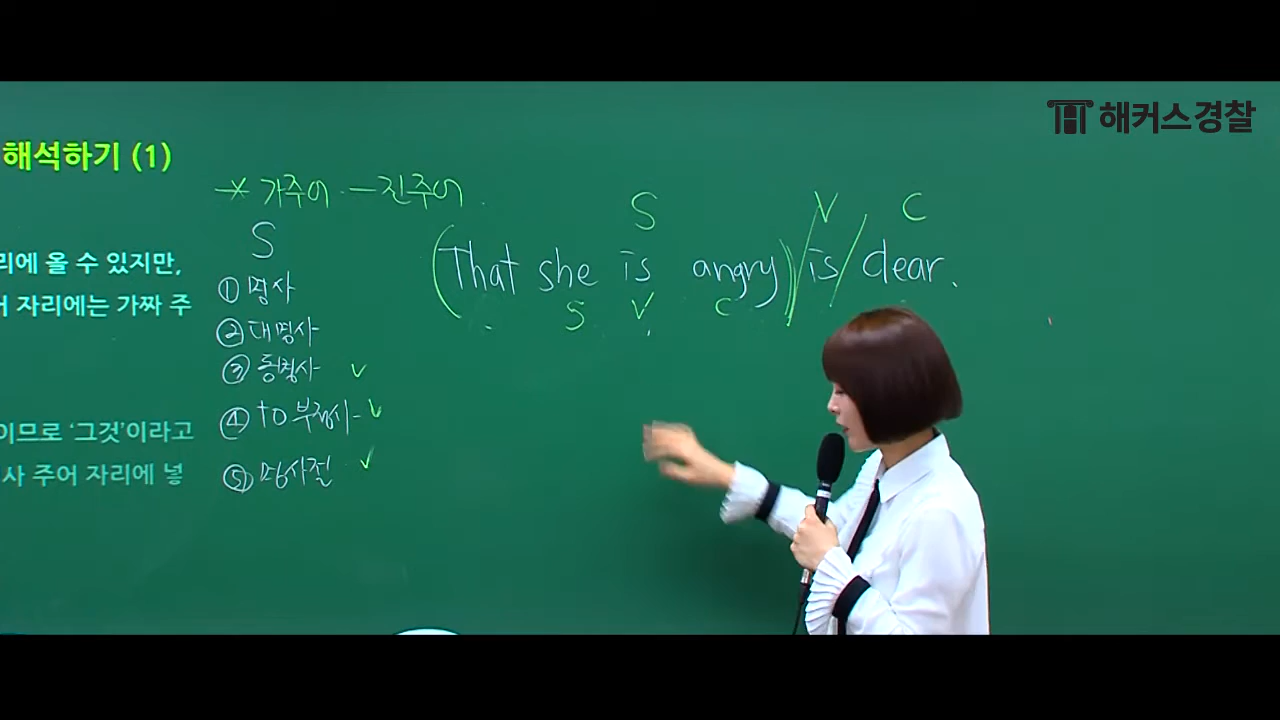 해커스경찰
해석하기 (1)
* 가주어 - 진주어.
리에 올 수 있지만,
어 자리에는 가짜 주
이므로 '그것'이라고
사 주어 자리에 넣
S
① 명사
② 대명사
③ 동명사 ✓
④ to 부정사 - ✓
⑤ 명사절 ✓
S V C
(That she is angry) / is / clear.
S V C